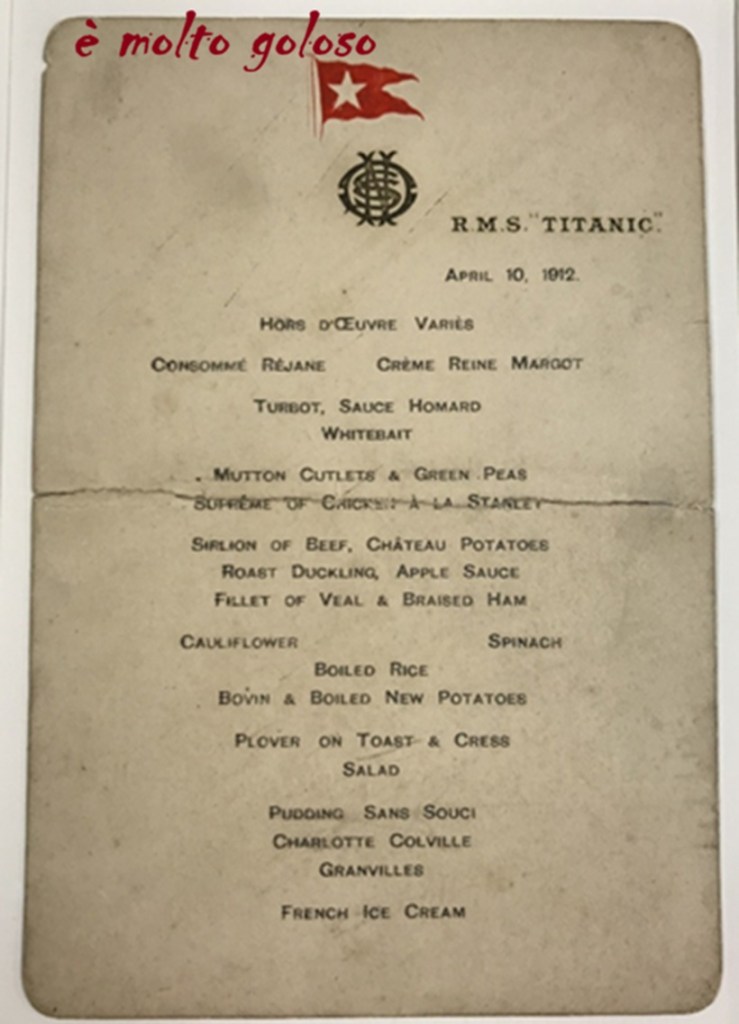 è molto goloso
R.M.S. "TITANIC".
APRIL 10, 1912.
HORS D'ŒUVRE VARIÉS
CONSOMMÉ RÉJANE CRÈME REINE MARGOT
TURBOT, SAUCE HOMARD
WHITEBAIT
MUTTON CUTLETS & GREEN PEAS
SUPRÊME OF CHICKEN À LA STANLEY
SIRLION OF BEEF, CHÂTEAU POTATOES
ROAST DUCKLING, APPLE SAUCE
FILLET OF VEAL & BRAISED HAM
CAULIFLOWER SPINACH
BOILED RICE
BOVIN & BOILED NEW POTATOES
PLOVER ON TOAST & CRESS
SALAD
PUDDING SANS SOUCI
CHARLOTTE COLVILLE
GRANVILLES
FRENCH ICE CREAM